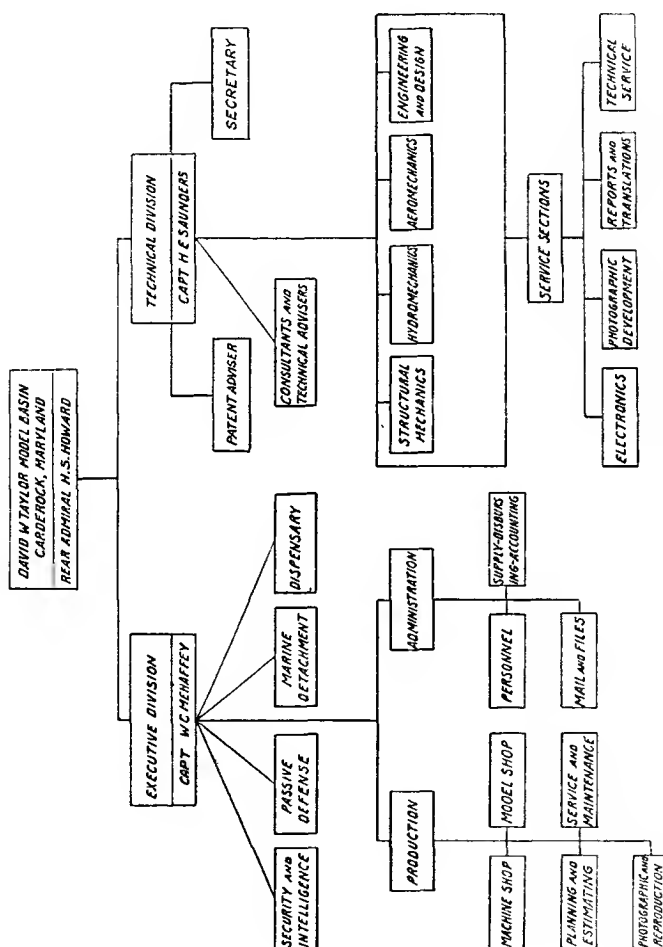 DAVID W TAYLOR MODEL BASIN
CARDEROCK, MARYLAND
REAR ADMIRAL H.S. HOWARD
EXECUTIVE DIVISION
CAPT W C MEHAFFEY
TECHNICAL DIVISION
CAPT H E SAUNDERS
SECURITY AND
INTELLIGENCE
PASSIVE
DEFENSE
MARINE
DETACHMENT
DISPENSARY
PATENT ADVISER
SECRETARY
CONSULTANTS AND
TECHNICAL ADVISERS
PRODUCTION
ADMINISTRATION
MACHINE SHOP
MODEL SHOP
PLANNING AND
ESTIMATING
SERVICE AND
MAINTENANCE
PHOTOGRAPHIC AND
REPRODUCTION
PERSONNEL
SUPPLY-DISBURS
ING-ACCOUNTING
MAIL AND FILES
STRUCTURAL
MECHANICS
HYDROMECHANICS
AEROMECHANICS
ENGINEERING
AND DESIGN
SERVICE SECTIONS
ELECTRONICS
PHOTOGRAPHIC
DEVELOPMENT
REPORTS AND
TRANSLATIONS
TECHNICAL
SERVICE